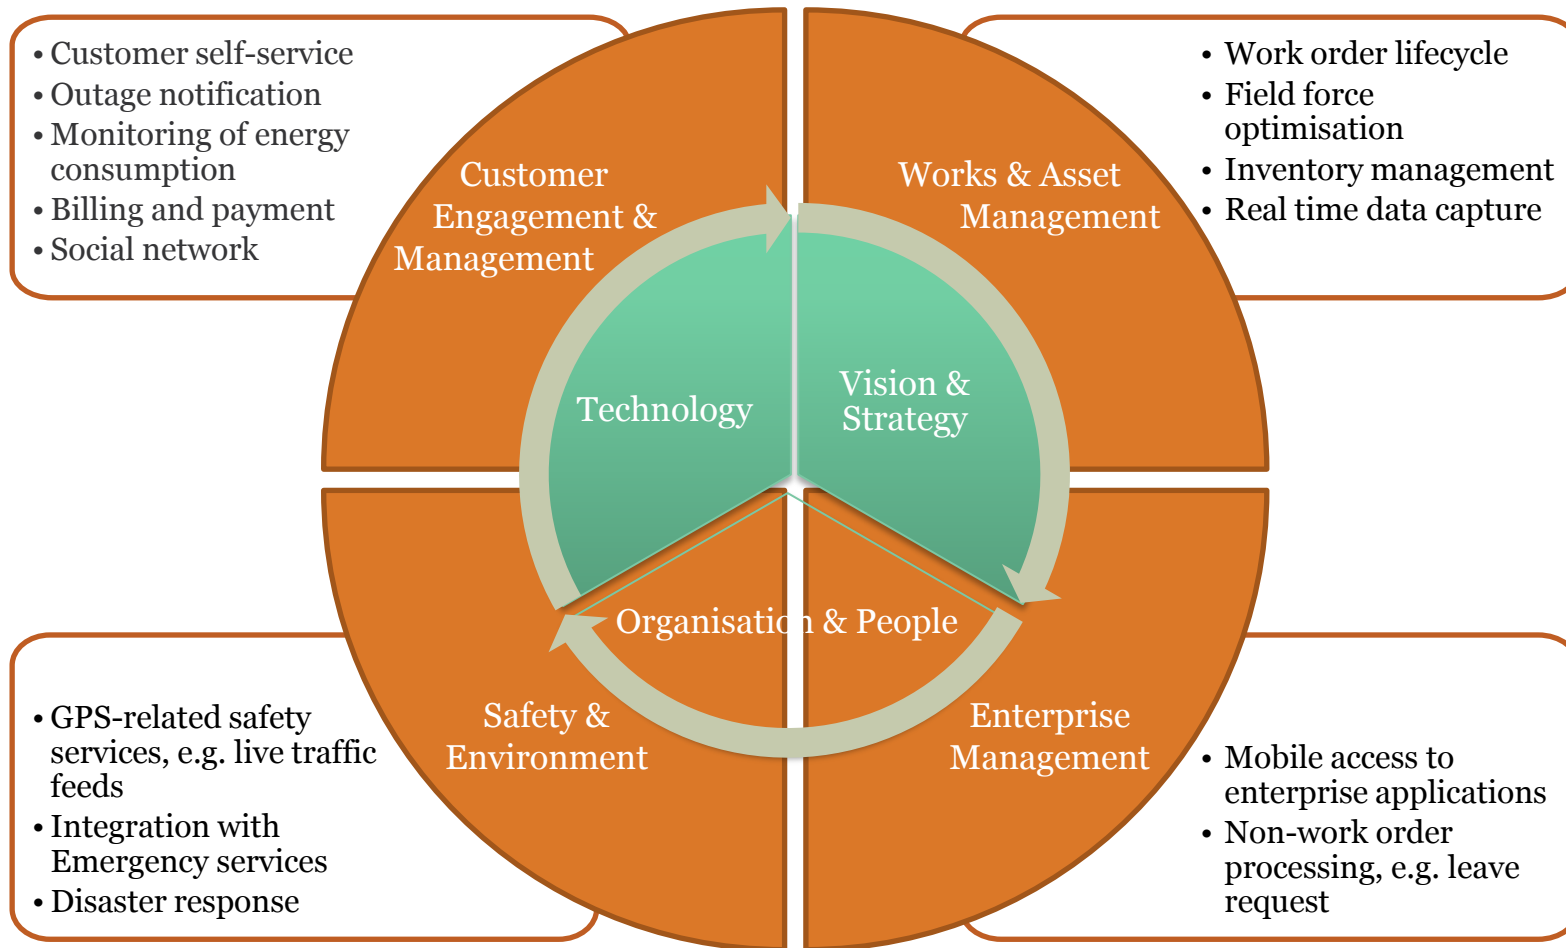 • Customer self-service
• Outage notification
• Monitoring of energy
consumption
• Billing and payment
• Social network
• Work order lifecycle
• Field force
optimisation
• Inventory management
• Real time data capture
Customer
Engagement &
Management
Works & Asset
Management
Technology
Vision &
Strategy
Organisation & People
Safety &
Environment
Enterprise
Management
• GPS-related safety
services, e.g. live traffic
feeds
• Integration with
Emergency services
• Disaster response
• Mobile access to
enterprise applications
• Non-work order
processing, e.g. leave
request